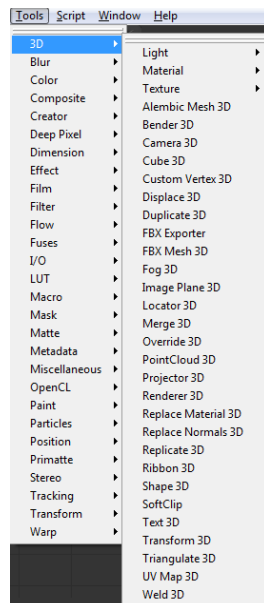 Tools Script Window Help
3D
Blur
Color
Composite
Creator
Deep Pixel
Dimension
Effect
Film
Filter
Flow
Fuses
I/O
LUT
Macro
Mask
Matte
Metadata
Miscellaneous
OpenCL
Paint
Particles
Position
Primatte
Stereo
Tracking
Transform
Warp
Light
Material
Texture
Alembic Mesh 3D
Bender 3D
Camera 3D
Cube 3D
Custom Vertex 3D
Displace 3D
Duplicate 3D
FBX Exporter
FBX Mesh 3D
Fog 3D
Image Plane 3D
Locator 3D
Merge 3D
Override 3D
PointCloud 3D
Projector 3D
Renderer 3D
Replace Material 3D
Replace Normals 3D
Replicate 3D
Ribbon 3D
Shape 3D
SoftClip
Text 3D
Transform 3D
Triangulate 3D
UV Map 3D
Weld 3D